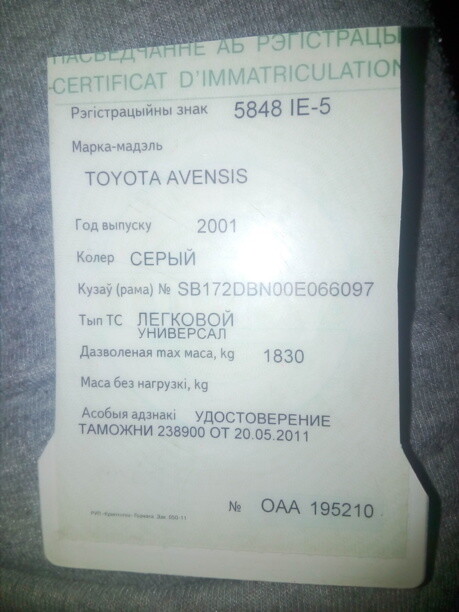 ПАСВЕДЧАННЕ АБ РЭГІСТРАЦЫ
CERTIFICAT D'IMMATRICULATION
Рэгістрацыйны знак 5848 IE-5
Марка-мадэль
TOYOTA AVENSIS
Год выпуску 2001
Колер СЕРЫЙ
Кузаў (рама) № SB172DBN00E066097
Тып ТС ЛЕГКОВОЙ
УНИВЕРСАЛ
Дазволеная max маса, kg 1830
Маса без нагрузкі, kg
Асобыя адзнакі УДОСТОВЕРЕНИЕ
ТАМОЖНИ 238900 ОТ 20.05.2011
№ ОАА 195210